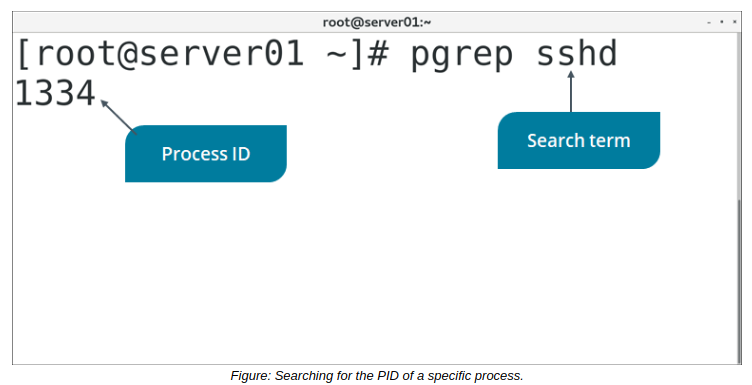 root@server01:~
[root@server01 ~]# pgrep sshd
1334
Process ID
Search term
Figure: Searching for the PID of a specific process.